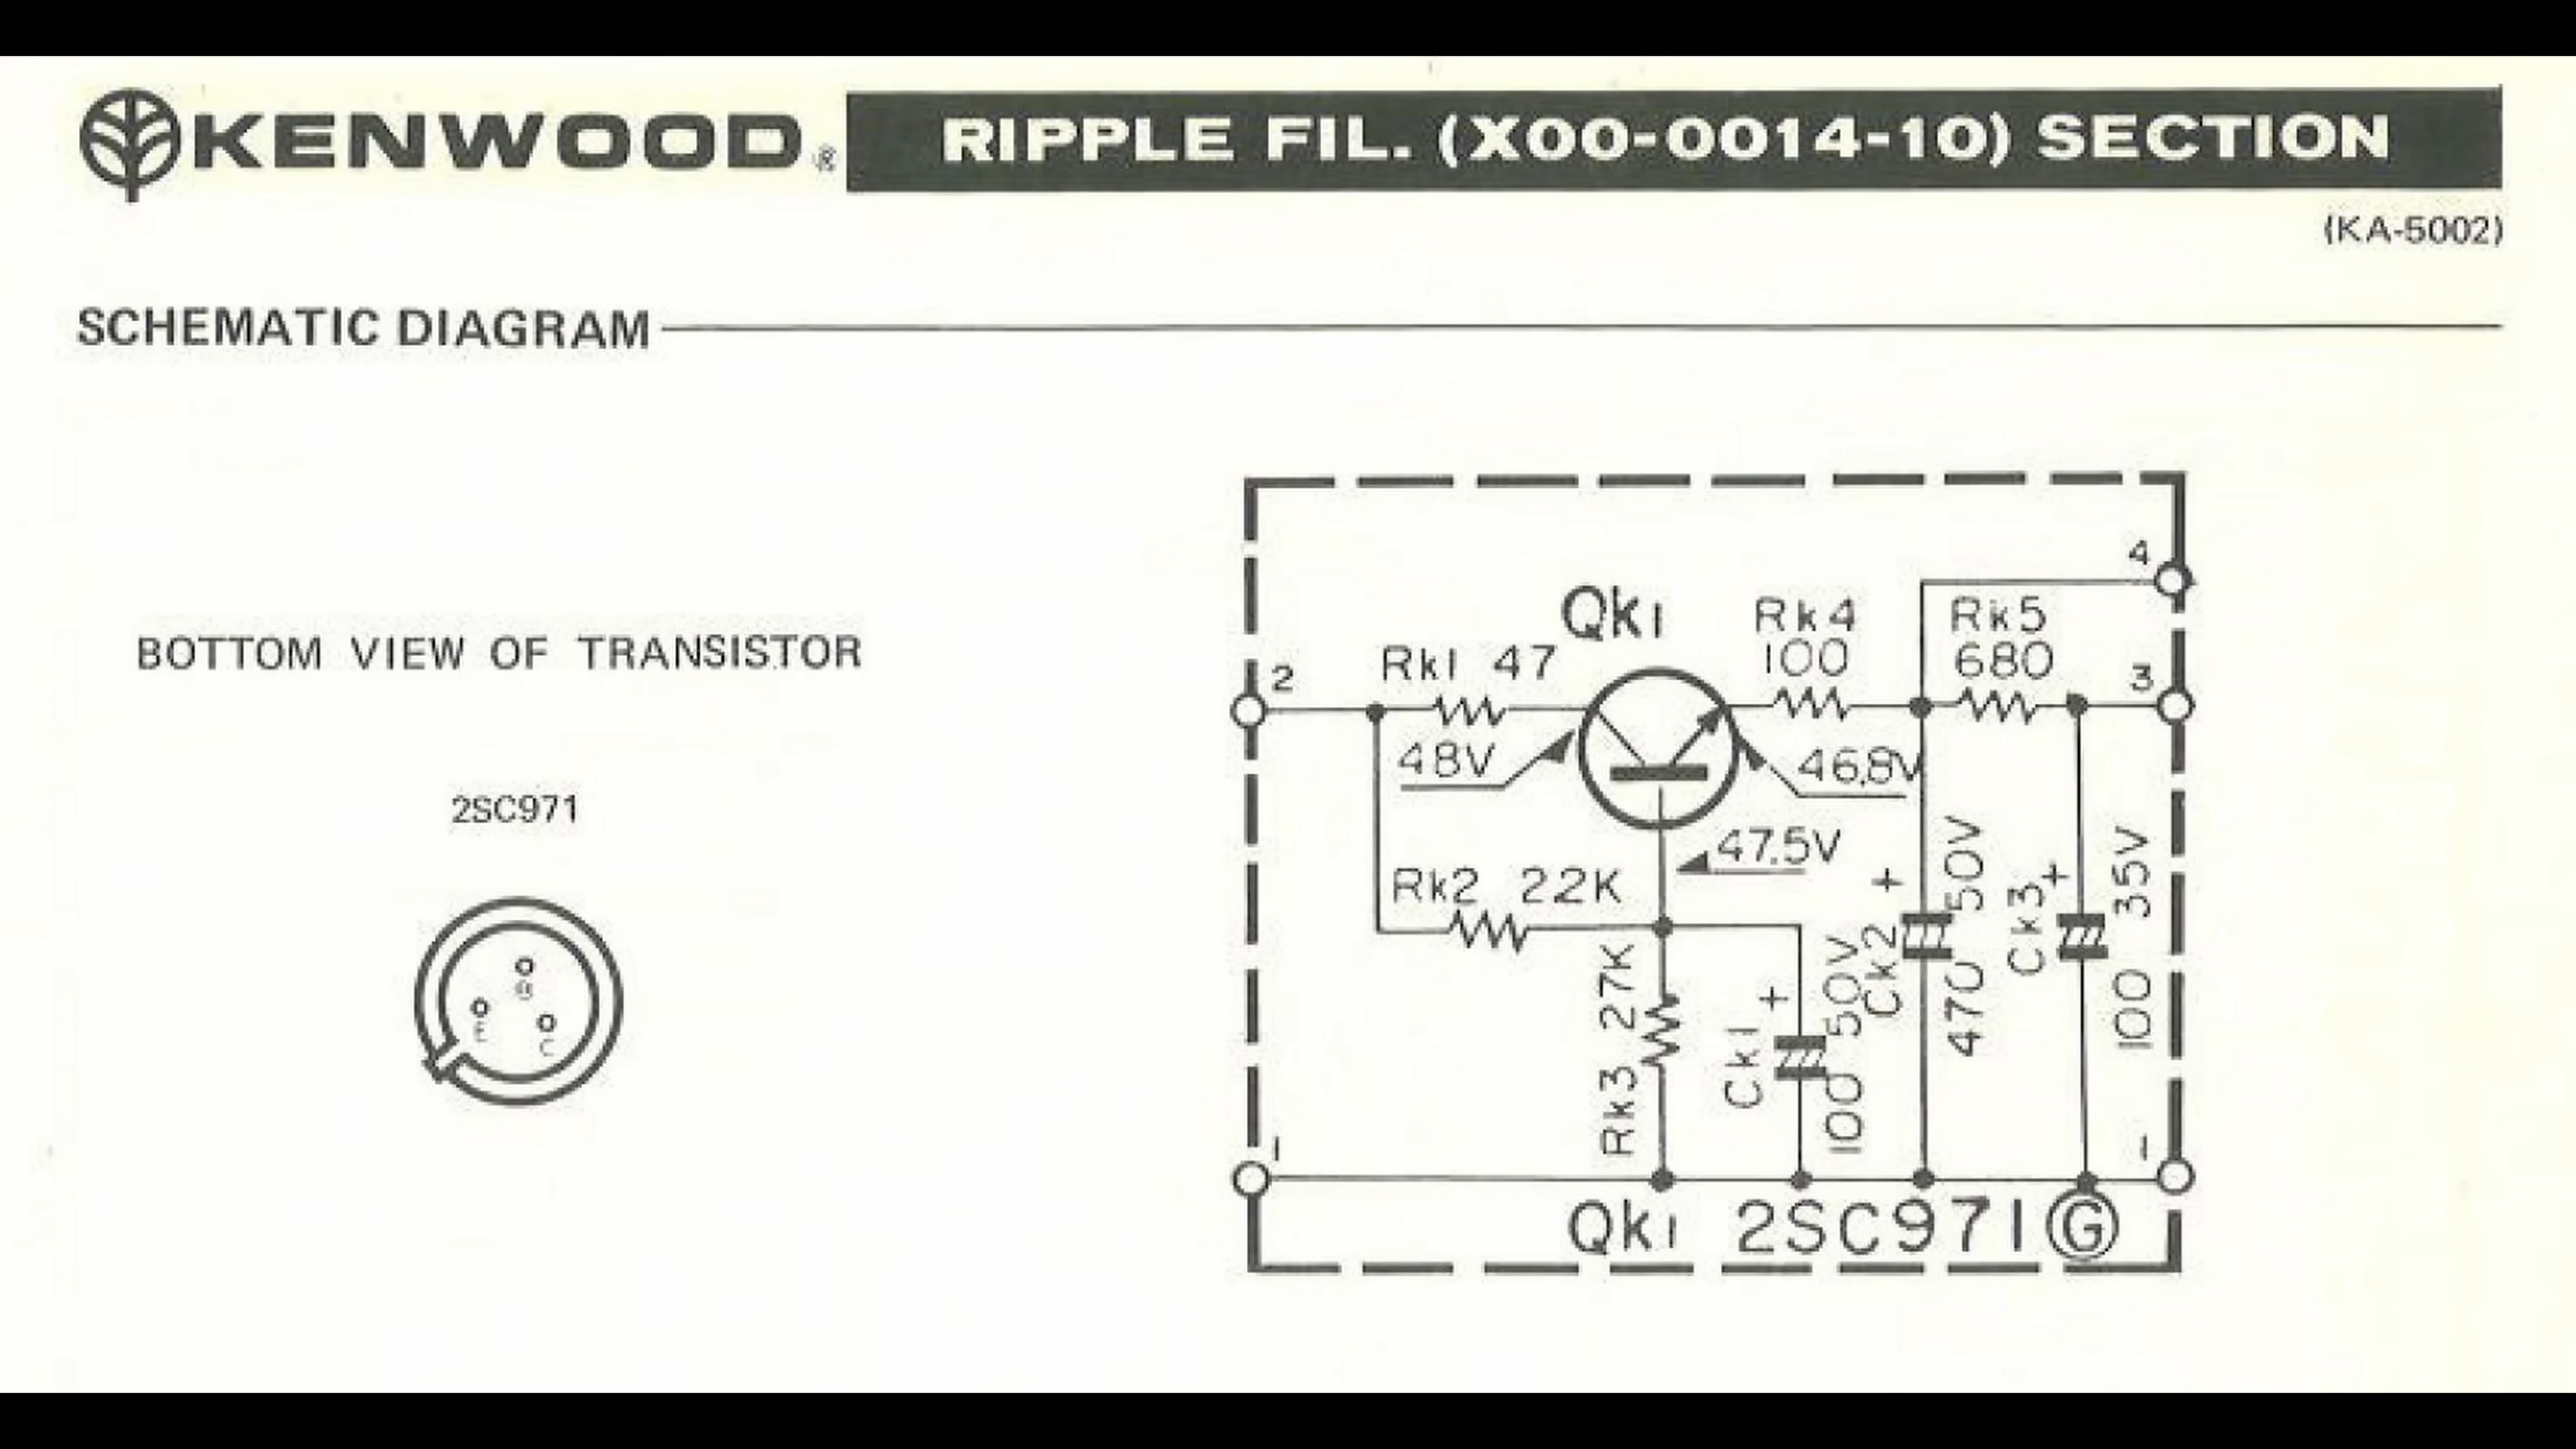 KENWOOD®
RIPPLE FIL. (X00-0014-10) SECTION
(KA-5002)
SCHEMATIC DIAGRAM
BOTTOM VIEW OF TRANSISTOR
2SC971
B
E
C
4
Qk1
Rk4
100
Rk5
680
2
Rk1 47
3
48V
46.8V
47.5V
Rk2 22K
Rk3 27K
+
Ck1
100 50V
+
Ck2
470 50V
+
Ck3
100 35V
1
1
Qk1 2SC971 G